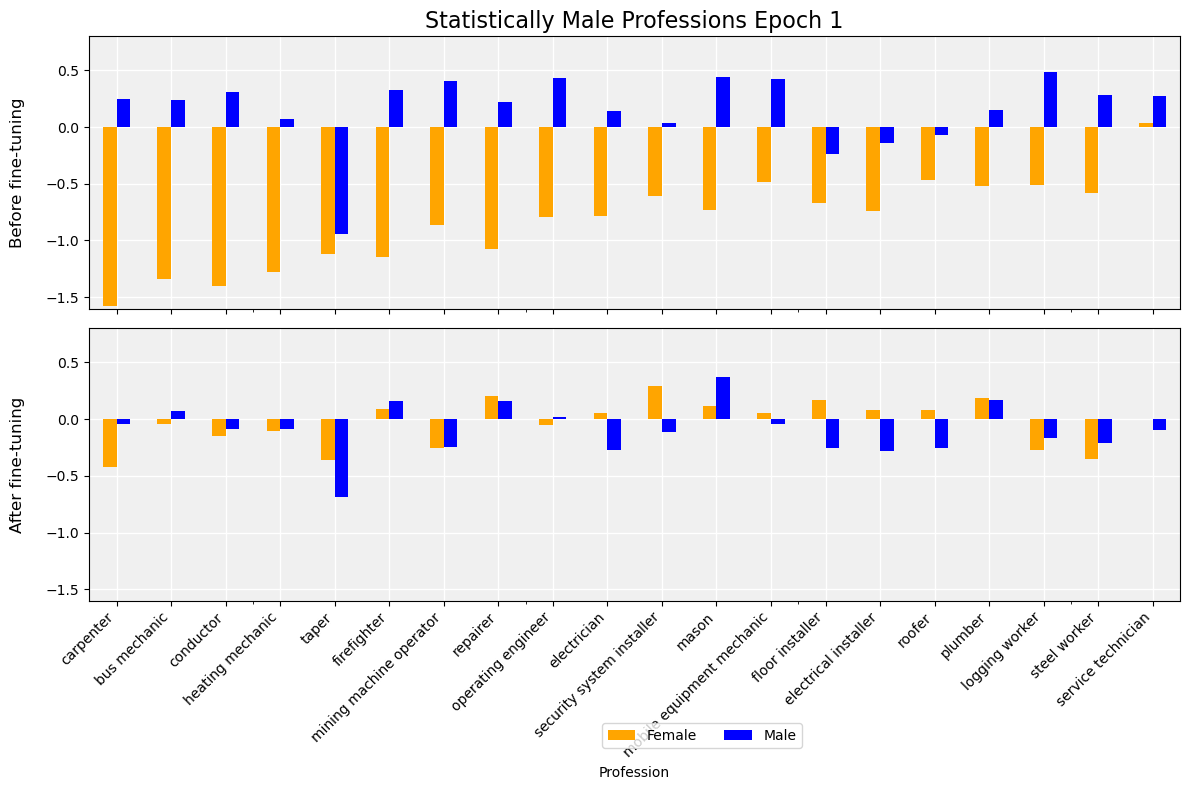 Statistically Male Professions Epoch 1
Before fine-tuning
0.5
0.0
−0.5
−1.0
−1.5
After fine-tuning
0.5
0.0
−0.5
−1.0
−1.5
carpenter
bus mechanic
conductor
heating mechanic
taper
firefighter
mining machine operator
repairer
operating engineer
electrician
security system installer
mason
mobile equipment mechanic
floor installer
electrical installer
roofer
plumber
logging worker
steel worker
service technician
Female
Male
Profession